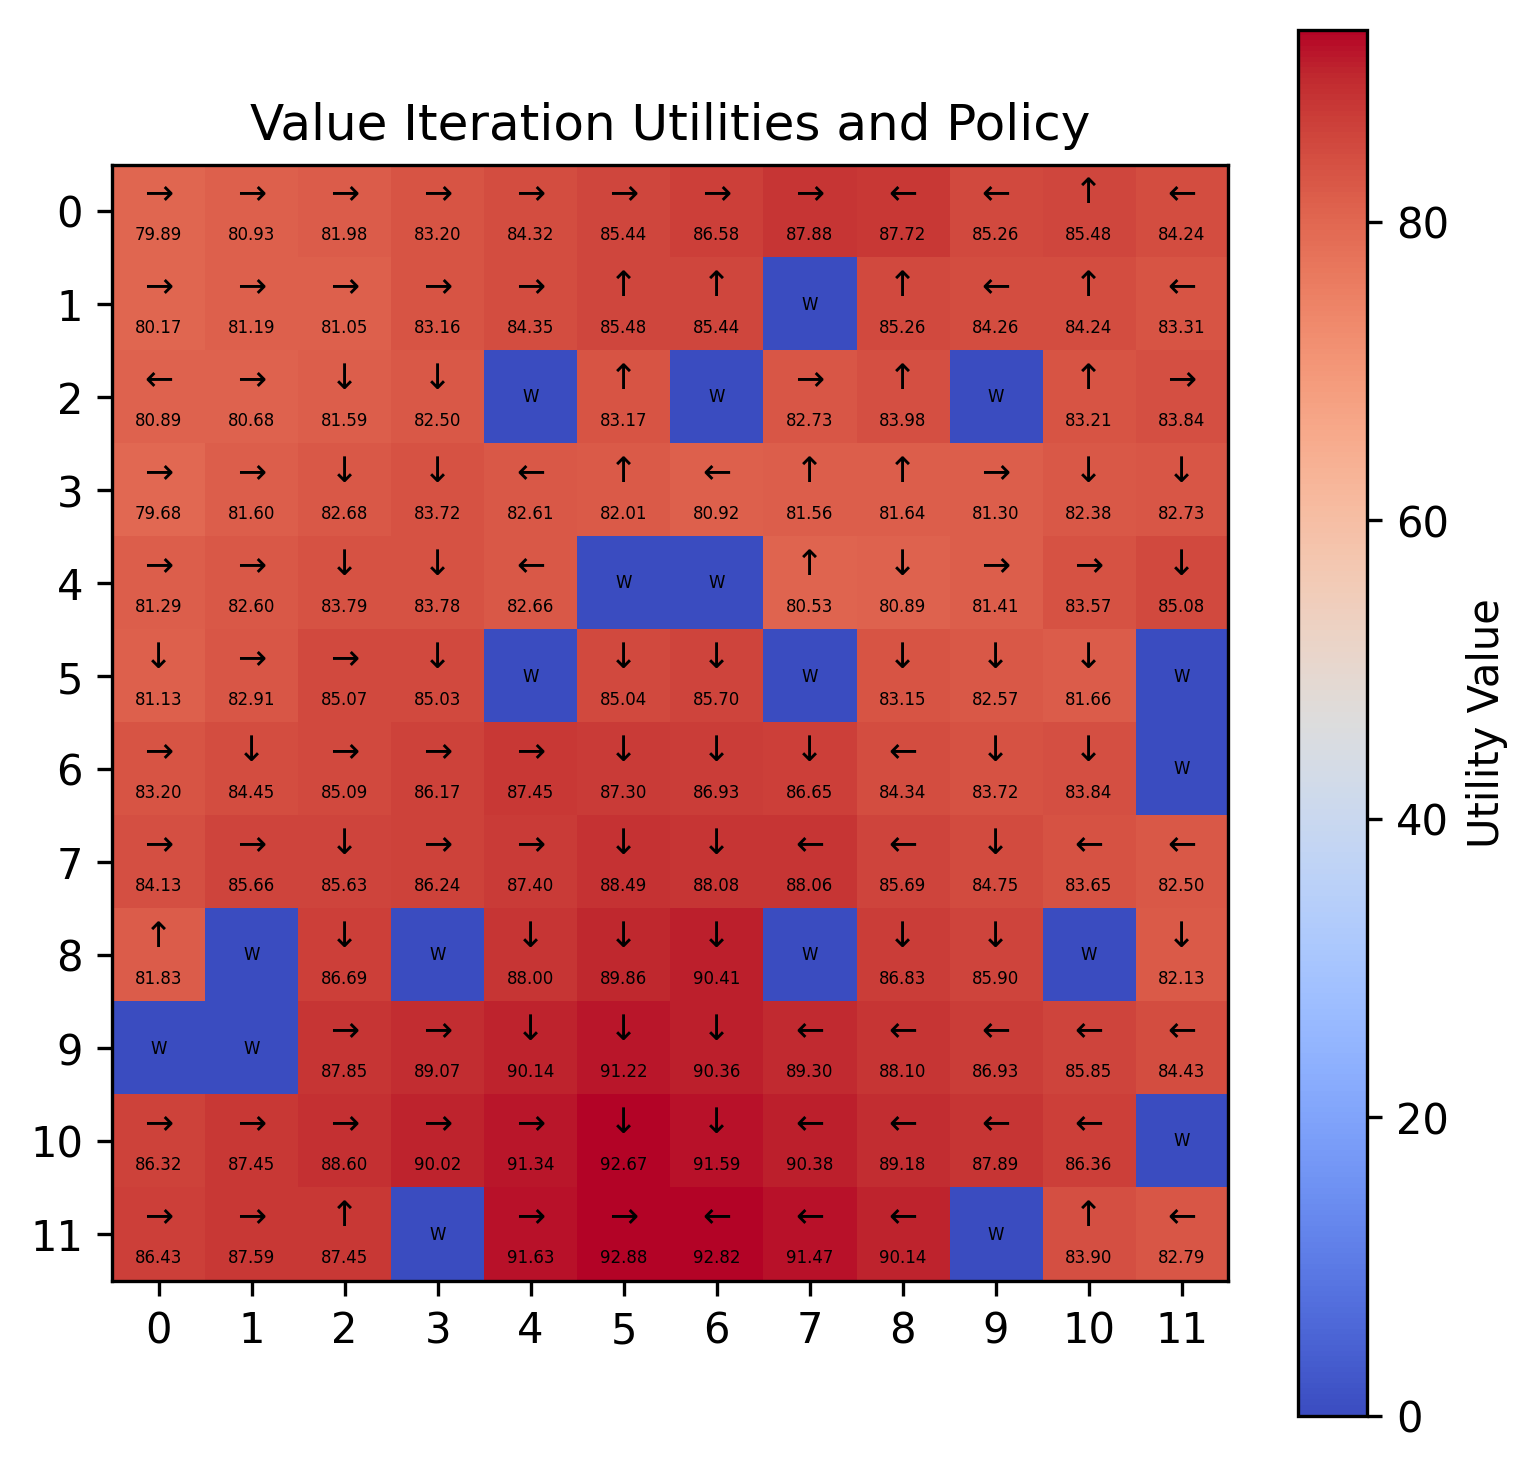 Value Iteration Utilities and Policy
0 → → → → → → → → ← ← ↑ ←
79.89 80.93 81.98 83.20 84.32 85.44 86.58 87.88 87.72 85.26 85.48 84.24
1 → → → → → ↑ ↑ W ↑ ← ↑ ←
80.17 81.19 81.05 83.16 84.35 85.48 85.44 85.26 84.26 84.24 83.31
2 ← → ↓ ↓ W ↑ W → ↑ W ↑ →
80.89 80.68 81.59 82.50 83.17 82.73 83.98 83.21 83.84
3 → → ↓ ↓ ← ↑ ← ↑ ↑ → ↓ ↓
79.68 81.60 82.68 83.72 82.61 82.01 80.92 81.56 81.64 81.30 82.38 82.73
4 → → ↓ ↓ ← W W ↑ ↓ → → ↓
81.29 82.60 83.79 83.78 82.66 80.53 80.89 81.41 83.57 85.08
5 ↓ → → ↓ W ↓ ↓ W ↓ ↓ ↓ W
81.13 82.91 85.07 85.03 85.04 85.70 83.15 82.57 81.66
6 → ↓ → → → ↓ ↓ ↓ ← ↓ ↓ W
83.20 84.45 85.09 86.17 87.45 87.30 86.93 86.65 84.34 83.72 83.84
7 → → ↓ → → ↓ ↓ ← ← ↓ ← ←
84.13 85.66 85.63 86.24 87.40 88.49 88.08 88.06 85.69 84.75 83.65 82.50
8 ↑ W ↓ W ↓ ↓ ↓ W ↓ ↓ W ↓
81.83 86.69 88.00 89.86 90.41 86.83 85.90 82.13
9 W W → → ↓ ↓ ↓ ← ← ← ← ←
87.85 89.07 90.14 91.22 90.36 89.30 88.10 86.93 85.85 84.43
10 → → → → → ↓ ↓ ← ← ← ← W
86.32 87.45 88.60 90.02 91.34 92.67 91.59 90.38 89.18 87.89 86.36
11 → → ↑ W → → ← ← ← W ↑ ←
86.43 87.59 87.45 91.63 92.88 92.82 91.47 90.14 83.90 82.79
0 1 2 3 4 5 6 7 8 9 10 11
80
60
40
20
0
Utility Value